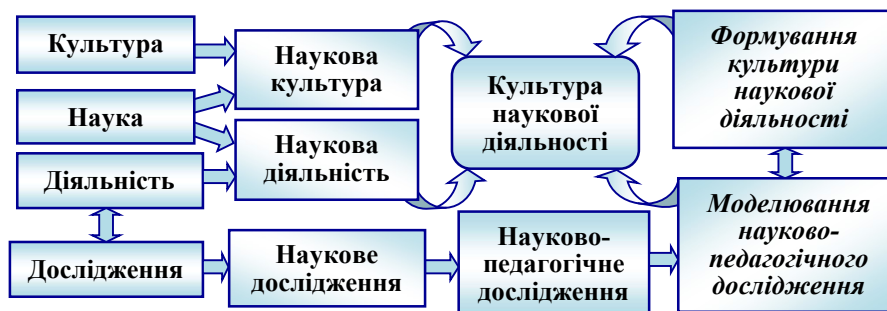 Культура
Наука
Діяльність
Дослідження
Наукова
культура
Наукова
діяльність
Наукове
дослідження
Культура
наукової
діяльності
Науково-
педагогічне
дослідження
Формування
культури
наукової
діяльності
Моделювання
науково-
педагогічного
дослідження